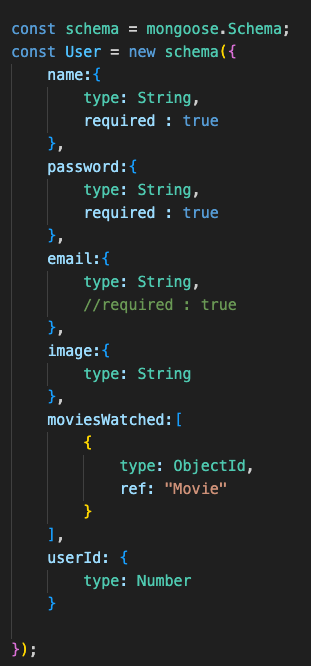 const schema = mongoose.Schema;
const User = new schema({
    name:{
        type: String,
        required : true
    },
    password:{
        type: String,
        required : true
    },
    email:{
        type: String,
        //required : true
    },
    image:{
        type: String
    },
    moviesWatched:[
        {
            type: ObjectId,
            ref: "Movie"
        }
    ],
    userId: {
        type: Number
    }

});